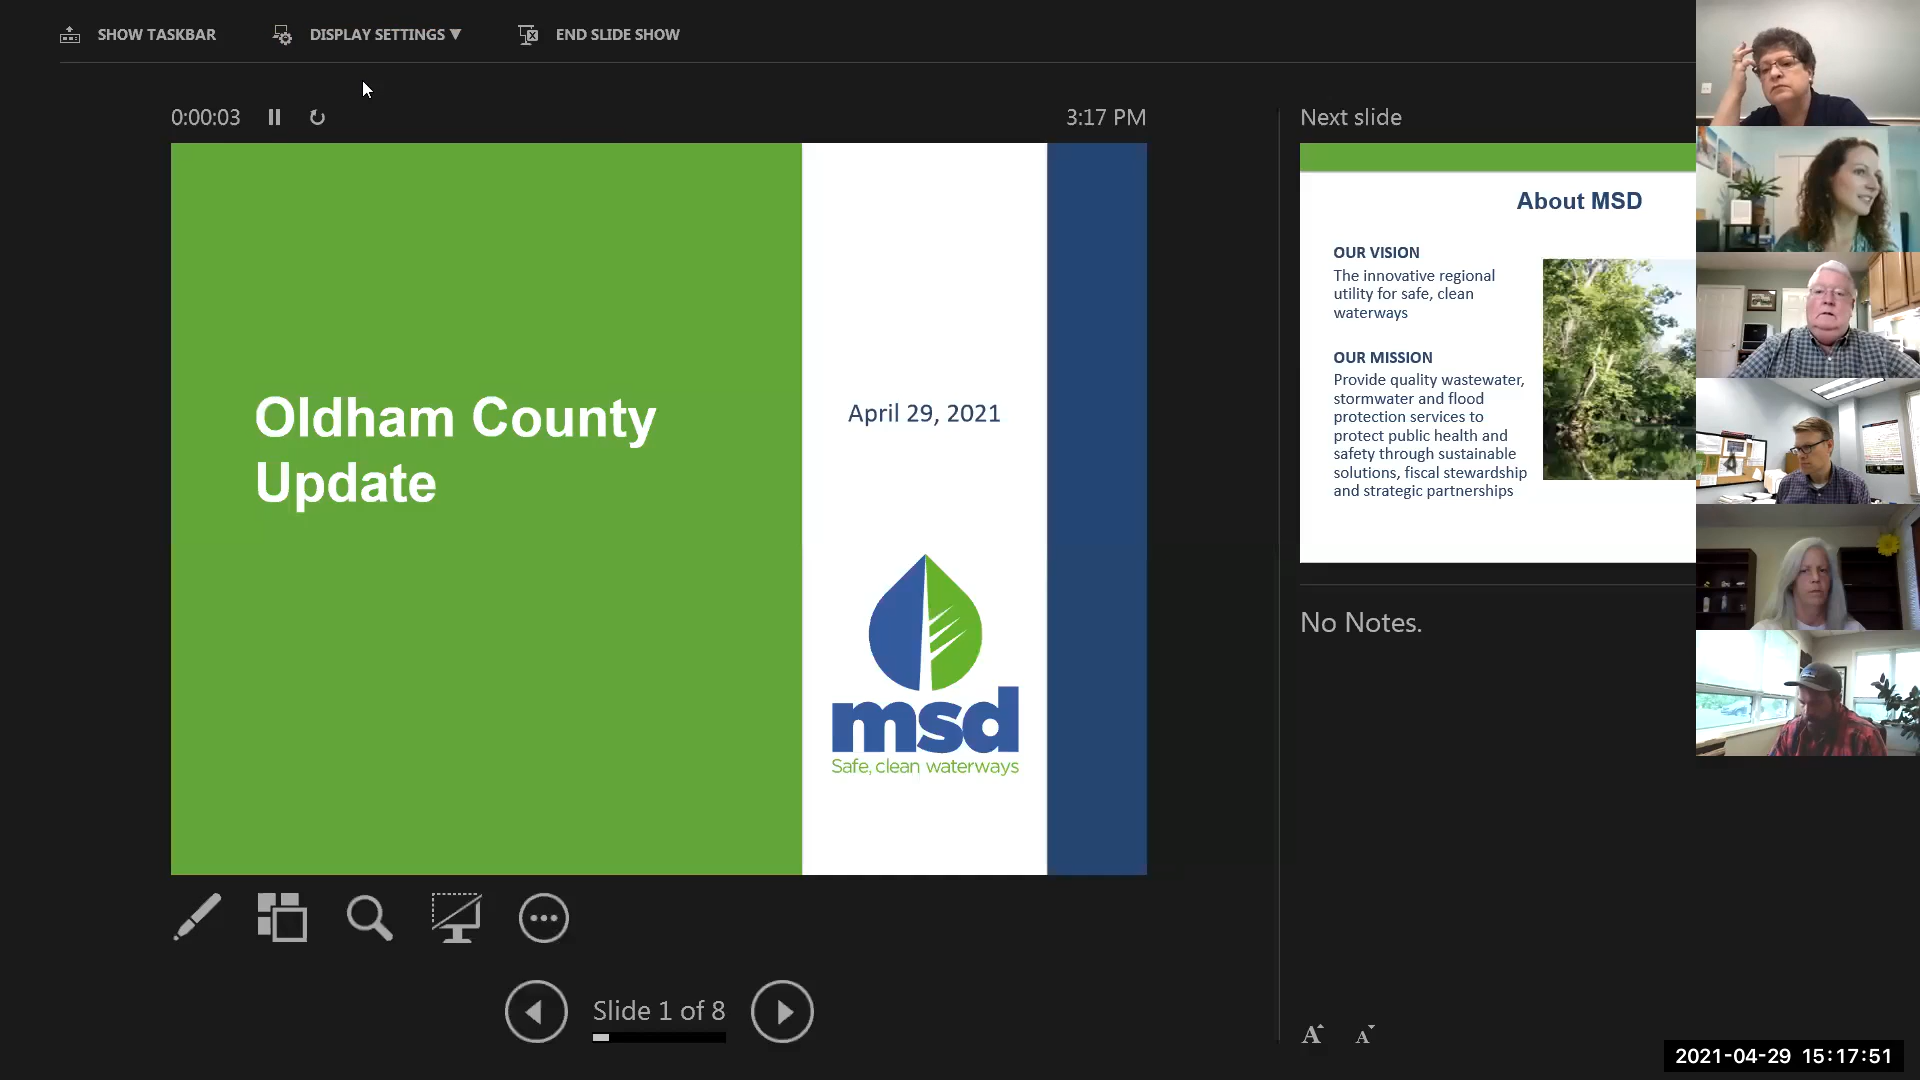 SHOW TASKBAR
DISPLAY SETTINGS ▼
END SLIDE SHOW
0:00:03
3:17 PM
Next slide
Oldham County
Update
April 29, 2021
msd
Safe, clean waterways
About MSD
OUR VISION
The innovative regional
utility for safe, clean
waterways
OUR MISSION
Provide quality wastewater,
stormwater and flood
protection services to
protect public health and
safety through sustainable
solutions, fiscal stewardship
and strategic partnerships
No Notes.
Slide 1 of 8
A A
2021-04-29 15:17:51